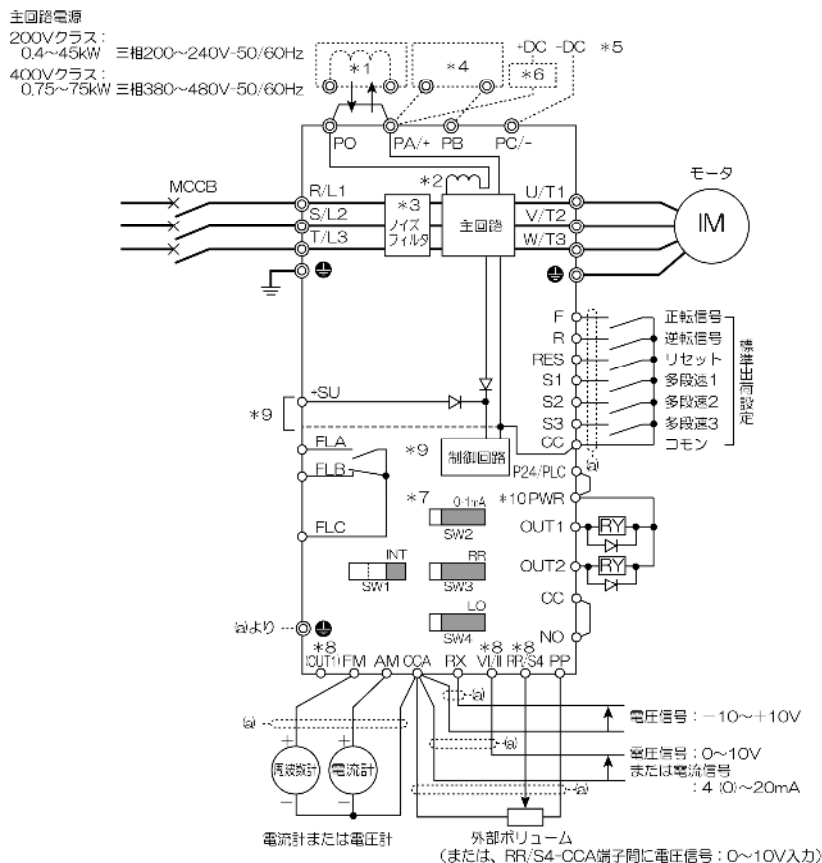 主回路電源
200Vクラス：
0.4～45kW 三相200～240V-50/60Hz
400Vクラス：
0.75～75kW 三相380～480V-50/60Hz
*1
*4
+DC -DC *5
*6
PO PA/+ PB PC/-
MCCB
R/L1
S/L2
T/L3
*2
*3
ノイズ
フィルタ
主回路
U/T1
V/T2
W/T3
モータ
IM
F 正転信号
R 逆転信号
RES リセット
S1 多段速1
S2 多段速2
S3 多段速3
CC コモン
標準出荷設定
(a)
+SU
*9
FLA
FLB
FLC
*9
制御回路
P24/PLC
*10 PWR
OUT1 RY
OUT2 RY
CC
NO
*7
0-1mA
SW2
INT
SW1
RR
SW3
LO
SW4
(a)より
*8 *8 *8
(OUT1) FM AM CCA RX VI/II RR/S4 PP
(a)
(a)
(a)
(a)
+ +
周波数計 電流計
- -
電流計または電圧計
電圧信号：－10～+10V
電圧信号：0～10V
または電流信号
：4 (0)～20mA
外部ボリューム
(または、RR/S4-CCA端子間に電圧信号：0～10V入力)